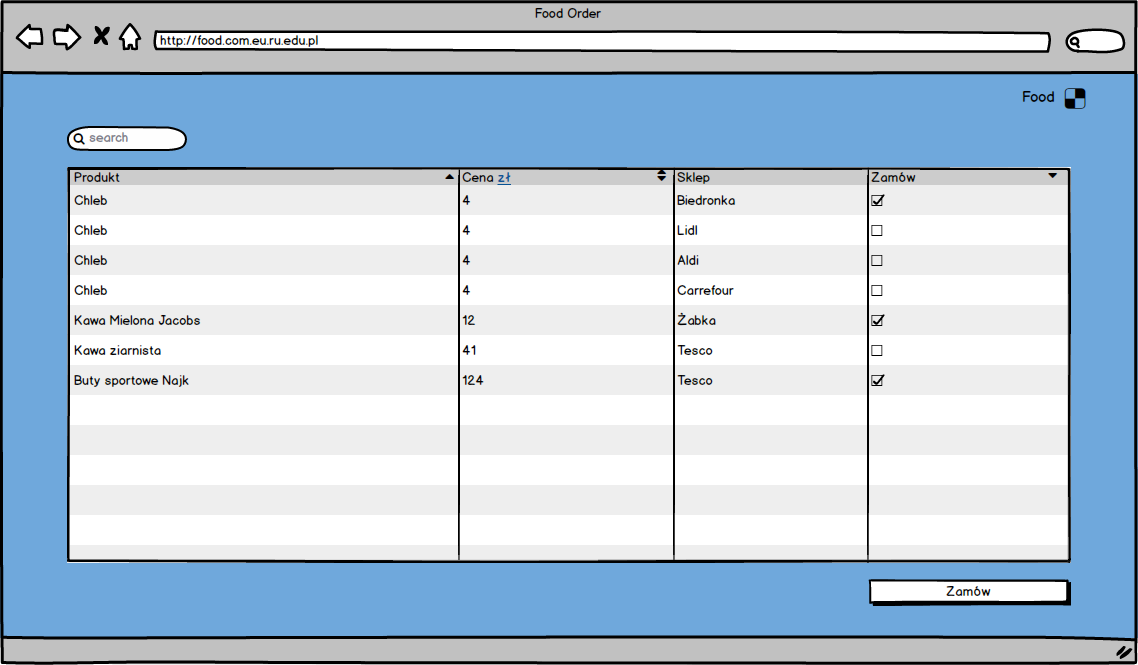 Food Order
http://food.com.eu.ru.edu.pl
Food
search
Produkt Cena zł Sklep Zamów
Chleb 4 Biedronka
Chleb 4 Lidl
Chleb 4 Aldi
Chleb 4 Carrefour
Kawa Mielona Jacobs 12 Żabka
Kawa ziarnista 41 Tesco
Buty sportowe Najk 124 Tesco
Zamów